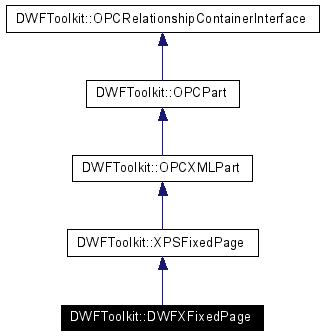 DWFToolkit::OPCRelationshipContainerInterface
DWFToolkit::OPCPart
DWFToolkit::OPCXMLPart
DWFToolkit::XPSFixedPage
DWFToolkit::DWFXFixedPage